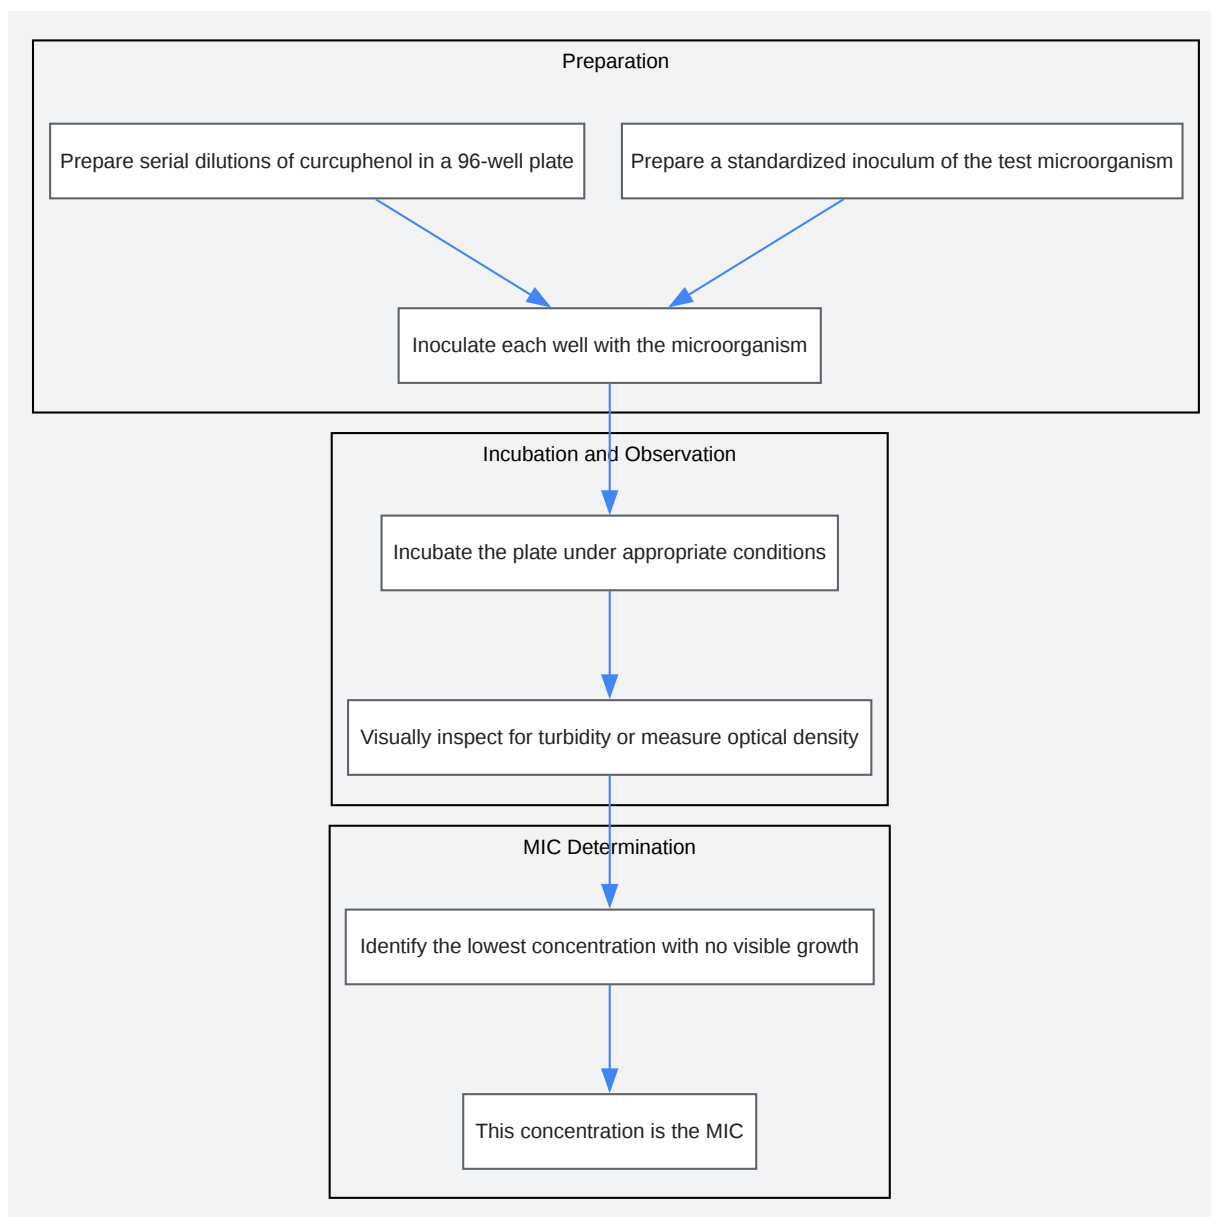 Preparation
Prepare serial dilutions of curcuphenol in a 96-well plate
Prepare a standardized inoculum of the test microorganism
Inoculate each well with the microorganism
Incubation and Observation
Incubate the plate under appropriate conditions
Visually inspect for turbidity or measure optical density
MIC Determination
Identify the lowest concentration with no visible growth
This concentration is the MIC